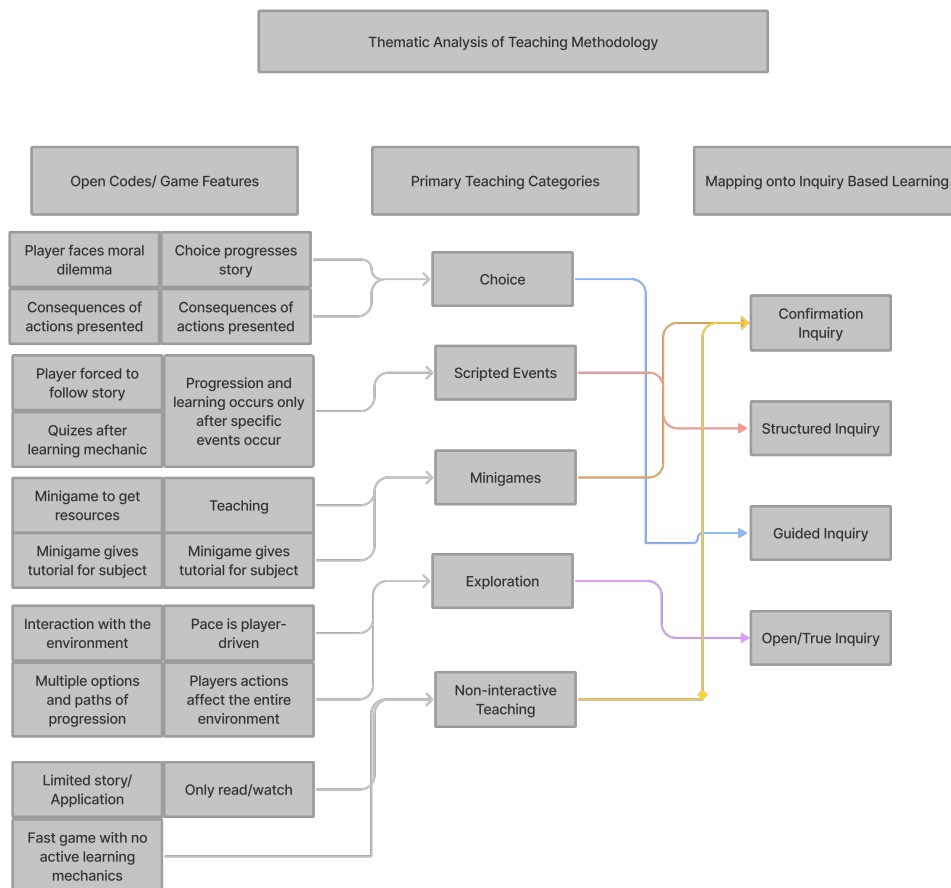 Thematic Analysis of Teaching Methodology
Open Codes/ Game Features
Primary Teaching Categories
Mapping onto Inquiry Based Learning
Player faces moral
dilemma
Choice progresses
story
Consequences of
actions presented
Consequences of
actions presented
Player forced to
follow story
Quizes after
learning mechanic
Progression and
learning occurs only
after specific
events occur
Minigame to get
resources
Teaching
Minigame gives
tutorial for subject
Minigame gives
tutorial for subject
Interaction with the
environment
Pace is player-
driven
Multiple options
and paths of
progression
Players actions
affect the entire
environment
Limited story/
Application
Only read/watch
Fast game with no
active learning
mechanics
Choice
Scripted Events
Minigames
Exploration
Non-interactive
Teaching
Confirmation
Inquiry
Structured Inquiry
Guided Inquiry
Open/True Inquiry